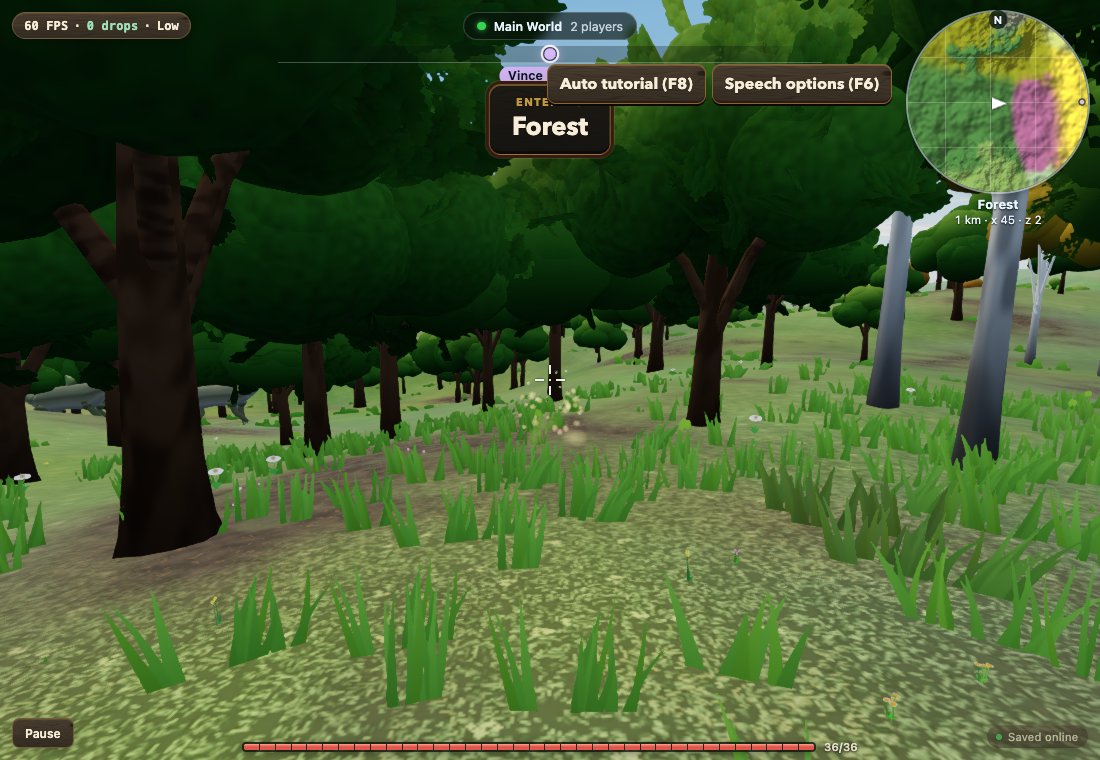 60 FPS · 0 drops · Low
Main World 2 players
N
Vince
Auto tutorial (F8)
Speech options (F6)
Forest
Forest
1 km · x 45 · z 2
Pause
36/36
Saved online